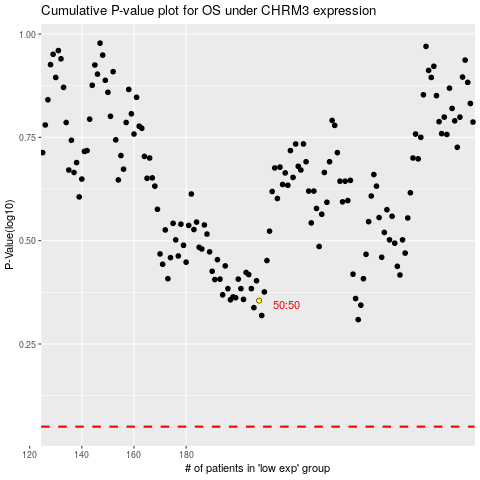 Cumulative P-value plot for OS under CHRM3 expression
P-Value(log10)
1.00
0.75
0.50
0.25
50:50
120 140 160 180
# of patients in 'low exp' group